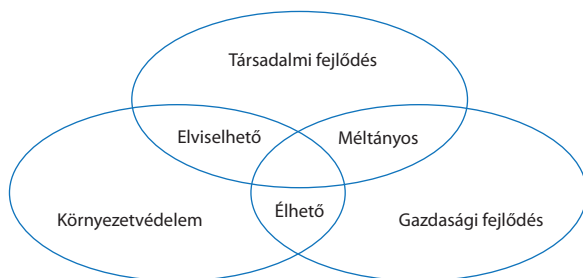 Társadalmi fejlődés
Elviselhető
Méltányos
Környezetvédelem
Élhető
Gazdasági fejlődés